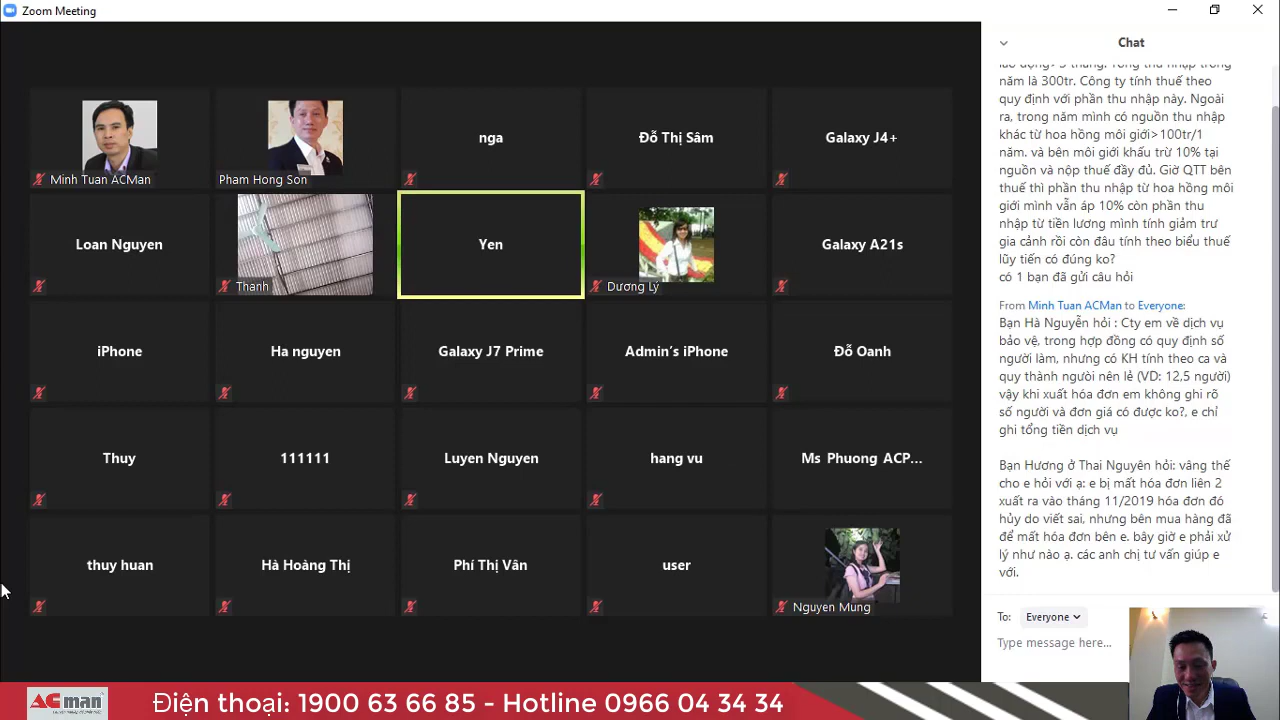 Zoom Meeting
Minh Tuan ACMan
Pham Hong Son
nga
Đỗ Thị Sâm
Galaxy J4+
Loan Nguyen
Thanh
Yen
Dương Lý
Galaxy A21s
iPhone
Ha nguyen
Galaxy J7 Prime
Admin's iPhone
Đỗ Oanh
Thuy
111111
Luyen Nguyen
hang vu
Ms Phuong ACP...
thuy huan
Hà Hoàng Thị
Phí Thị Vân
user
Nguyen Mung
Chat
lao động> 3 tháng. Tổng thu nhập trong
năm là 300tr. Công ty tính thuế theo
quy định với phần thu nhập này. Ngoài
ra, trong năm mình có nguồn thu nhập
khác từ hoa hồng môi giới>100tr/1
năm. và bên môi giới khấu trừ 10% tại
nguồn và nộp thuế đầy đủ. Giờ QTT bên
thuế thì phần thu nhập từ hoa hồng môi
giới mình vẫn áp 10% còn phần thu
nhập từ tiền lương mình tính giảm trư
gia cảnh rồi còn đâu tính theo biểu thuế
lũy tiến có đúng ko?
có 1 bạn đã gửi câu hỏi
From Minh Tuan ACMan to Everyone:
Bạn Hà Nguyễn hỏi : Cty em về dịch vụ
bảo vệ, trong hợp đồng có quy định số
người làm, nhưng có KH tính theo ca và
quy thành người nên lẻ (VD: 12,5 người)
vậy khi xuất hóa đơn em không ghi rõ
số người và đơn giá có được ko?, e chỉ
ghi tổng tiền dịch vụ
Bạn Hương ở Thai Nguyên hỏi: vâng thế
cho e hỏi với ạ: e bị mất hóa đơn liên 2
xuất ra vào tháng 11/2019 hóa đơn đó
hủy do viết sai, nhưng bên mua hàng đã
để mất hóa đơn bên e. bây giờ e phải xử
lý như nào ạ. các anh chị tư vấn giúp e
với.
To: Everyone
Type message here...
ACman
Điện thoại: 1900 63 66 85 - Hotline 0966 04 34 34